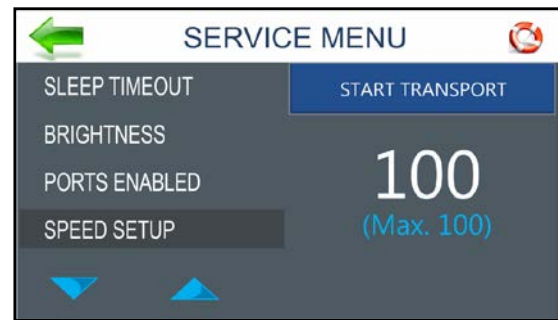 SERVICE MENU
SLEEP TIMEOUT
BRIGHTNESS
PORTS ENABLED
SPEED SETUP
START TRANSPORT
100
(Max. 100)